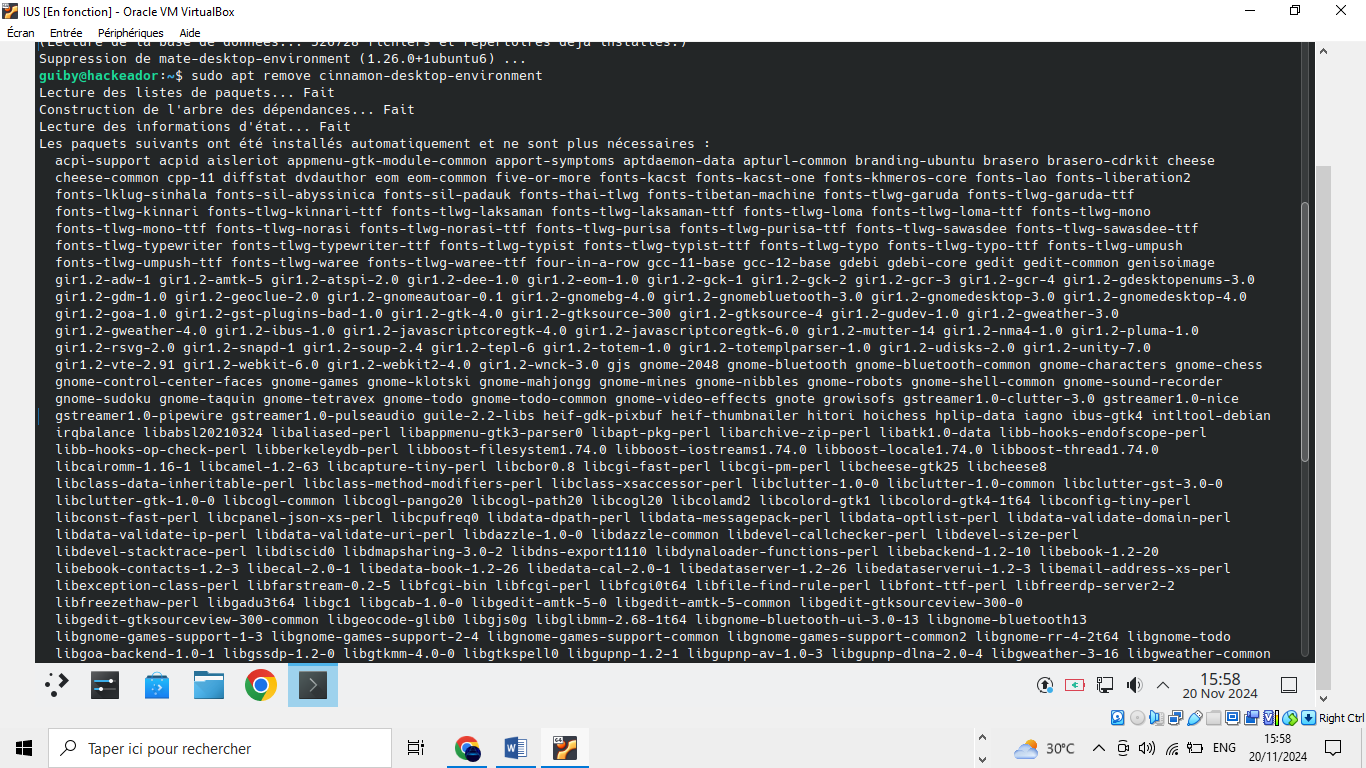 IUS [En fonction] - Oracle VM VirtualBox
Écran Entrée Périphériques Aide
(Lecture de la base de données... 320728 fichiers et répertoires déjà installés.)
Suppression de mate-desktop-environment (1.26.0+1ubuntu6) ...
guiby@hackeador:~$ sudo apt remove cinnamon-desktop-environment
Lecture des listes de paquets... Fait
Construction de l'arbre des dépendances... Fait
Lecture des informations d'état... Fait
Les paquets suivants ont été installés automatiquement et ne sont plus nécessaires :
acpi-support acpid aisleriot appmenu-gtk-module-common apport-symptoms aptdaemon-data apturl-common branding-ubuntu brasero brasero-cdrkit cheese
cheese-common cpp-11 diffstat dvdauthor eom eom-common five-or-more fonts-kacst fonts-kacst-one fonts-khmeros-core fonts-lao fonts-liberation2
fonts-lklug-sinhala fonts-sil-abyssinica fonts-sil-padauk fonts-thai-tlwg fonts-tibetan-machine fonts-tlwg-garuda fonts-tlwg-garuda-ttf
fonts-tlwg-kinnari fonts-tlwg-kinnari-ttf fonts-tlwg-laksaman fonts-tlwg-laksaman-ttf fonts-tlwg-loma fonts-tlwg-loma-ttf fonts-tlwg-mono
fonts-tlwg-mono-ttf fonts-tlwg-norasi fonts-tlwg-norasi-ttf fonts-tlwg-purisa fonts-tlwg-purisa-ttf fonts-tlwg-sawasdee fonts-tlwg-sawasdee-ttf
fonts-tlwg-typewriter fonts-tlwg-typewriter-ttf fonts-tlwg-typist fonts-tlwg-typist-ttf fonts-tlwg-typo fonts-tlwg-typo-ttf fonts-tlwg-umpush
fonts-tlwg-umpush-ttf fonts-tlwg-waree fonts-tlwg-waree-ttf four-in-a-row gcc-11-base gcc-12-base gdebi gdebi-core gedit gedit-common genisoimage
gir1.2-adw-1 gir1.2-amtk-5 gir1.2-atspi-2.0 gir1.2-dee-1.0 gir1.2-eom-1.0 gir1.2-gck-1 gir1.2-gck-2 gir1.2-gcr-3 gir1.2-gcr-4 gir1.2-gdesktopenums-3.0
gir1.2-gdm-1.0 gir1.2-geoclue-2.0 gir1.2-gnomeautoar-0.1 gir1.2-gnomebg-4.0 gir1.2-gnomebluetooth-3.0 gir1.2-gnomedesktop-3.0 gir1.2-gnomedesktop-4.0
gir1.2-goa-1.0 gir1.2-gst-plugins-bad-1.0 gir1.2-gtk-4.0 gir1.2-gtksource-300 gir1.2-gtksource-4 gir1.2-gudev-1.0 gir1.2-gweather-3.0
gir1.2-gweather-4.0 gir1.2-ibus-1.0 gir1.2-javascriptcoregtk-4.0 gir1.2-javascriptcoregtk-6.0 gir1.2-mutter-14 gir1.2-nma4-1.0 gir1.2-pluma-1.0
gir1.2-rsvg-2.0 gir1.2-snapd-1 gir1.2-soup-2.4 gir1.2-tepl-6 gir1.2-totem-1.0 gir1.2-totemplparser-1.0 gir1.2-udisks-2.0 gir1.2-unity-7.0
gir1.2-vte-2.91 gir1.2-webkit-6.0 gir1.2-webkit2-4.0 gir1.2-wnck-3.0 gjs gnome-2048 gnome-bluetooth gnome-bluetooth-common gnome-characters gnome-chess
gnome-control-center-faces gnome-games gnome-klotski gnome-mahjongg gnome-mines gnome-nibbles gnome-robots gnome-shell-common gnome-sound-recorder
gnome-sudoku gnome-taquin gnome-tetravex gnome-todo gnome-todo-common gnome-video-effects gnote growisofs gstreamer1.0-clutter-3.0 gstreamer1.0-nice
gstreamer1.0-pipewire gstreamer1.0-pulseaudio guile-2.2-libs heif-gdk-pixbuf heif-thumbnailer hitori hoichess hplip-data iagno ibus-gtk4 intltool-debian
irqbalance libabsl20210324 libaliased-perl libappmenu-gtk3-parser0 libapt-pkg-perl libarchive-zip-perl libatk1.0-data libb-hooks-endofscope-perl
libb-hooks-op-check-perl libberkeleydb-perl libboost-filesystem1.74.0 libboost-iostreams1.74.0 libboost-locale1.74.0 libboost-thread1.74.0
libcairomm-1.16-1 libcamel-1.2-63 libcapture-tiny-perl libcbor0.8 libcgi-fast-perl libcgi-pm-perl libcheese-gtk25 libcheese8
libclass-data-inheritable-perl libclass-method-modifiers-perl libclass-xsaccessor-perl libclutter-1.0-0 libclutter-1.0-common libclutter-gst-3.0-0
libclutter-gtk-1.0-0 libcogl-common libcogl-pango20 libcogl-path20 libcogl20 libcolamd2 libcolord-gtk1 libcolord-gtk4-1t64 libconfig-tiny-perl
libconst-fast-perl libcpanel-json-xs-perl libcpufreq0 libdata-dpath-perl libdata-messagepack-perl libdata-optlist-perl libdata-validate-domain-perl
libdata-validate-ip-perl libdata-validate-uri-perl libdazzle-1.0-0 libdazzle-common libdevel-callchecker-perl libdevel-size-perl
libdevel-stacktrace-perl libdiscid0 libdmapsharing-3.0-2 libdns-export1110 libdynaloader-functions-perl libebackend-1.2-10 libebook-1.2-20
libebook-contacts-1.2-3 libecal-2.0-1 libedata-book-1.2-26 libedata-cal-2.0-1 libedataserver-1.2-26 libedataserverui-1.2-3 libemail-address-xs-perl
libexception-class-perl libfarstream-0.2-5 libfcgi-bin libfcgi-perl libfcgi0t64 libfile-find-rule-perl libfont-ttf-perl libfreerdp-server2-2
libfreezethaw-perl libgadu3t64 libgc1 libgcab-1.0-0 libgedit-amtk-5-0 libgedit-amtk-5-common libgedit-gtksourceview-300-0
libgedit-gtksourceview-300-common libgeocode-glib0 libgjs0g libglibmm-2.68-1t64 libgnome-bluetooth-ui-3.0-13 libgnome-bluetooth13
libgnome-games-support-1-3 libgnome-games-support-2-4 libgnome-games-support-common libgnome-games-support-common2 libgnome-rr-4-2t64 libgnome-todo
libgoa-backend-1.0-1 libgssdp-1.2-0 libgtkmm-4.0-0 libgtkspell0 libgupnp-1.2-1 libgupnp-av-1.0-3 libgupnp-dlna-2.0-4 libgweather-3-16 libgweather-common
15:58
20 Nov 2024
Right Ctrl
Taper ici pour rechercher
30°C
ENG
15:58
20/11/2024